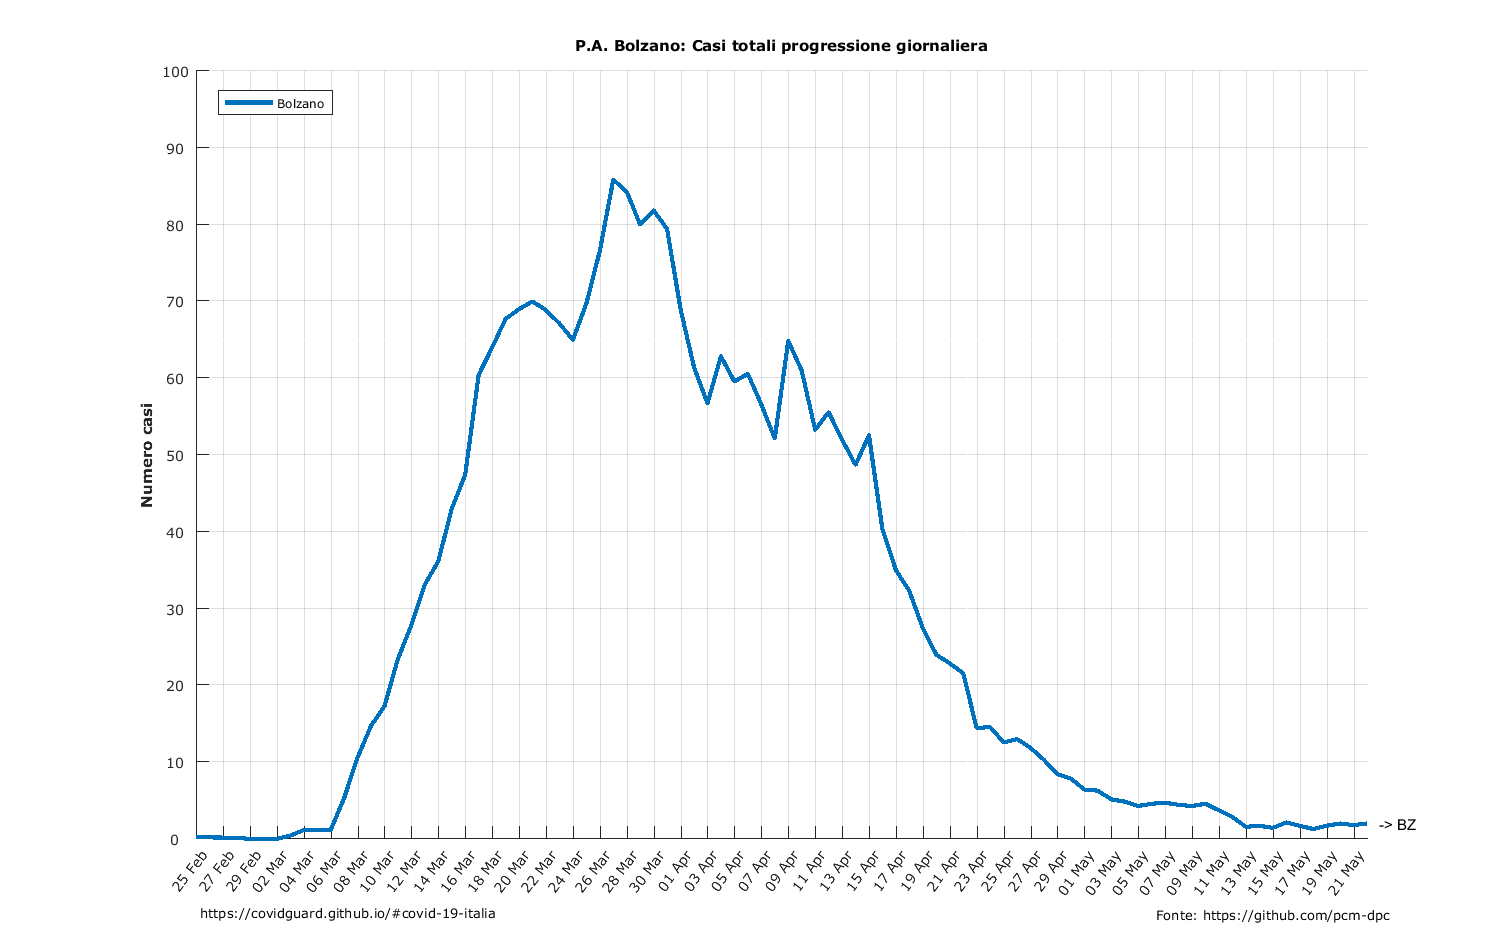 P.A. Bolzano: Casi totali progressione giornaliera
Bolzano
Numero casi
100
90
80
70
60
50
40
30
20
10
0
-> BZ
25 Feb
27 Feb
29 Feb
02 Mar
04 Mar
06 Mar
08 Mar
10 Mar
12 Mar
14 Mar
16 Mar
18 Mar
20 Mar
22 Mar
24 Mar
26 Mar
28 Mar
30 Mar
01 Apr
03 Apr
05 Apr
07 Apr
09 Apr
11 Apr
13 Apr
15 Apr
17 Apr
19 Apr
21 Apr
23 Apr
25 Apr
27 Apr
29 Apr
01 May
03 May
05 May
07 May
09 May
11 May
13 May
15 May
17 May
19 May
21 May
https://covidguard.github.io/#covid-19-italia
Fonte: https://github.com/pcm-dpc